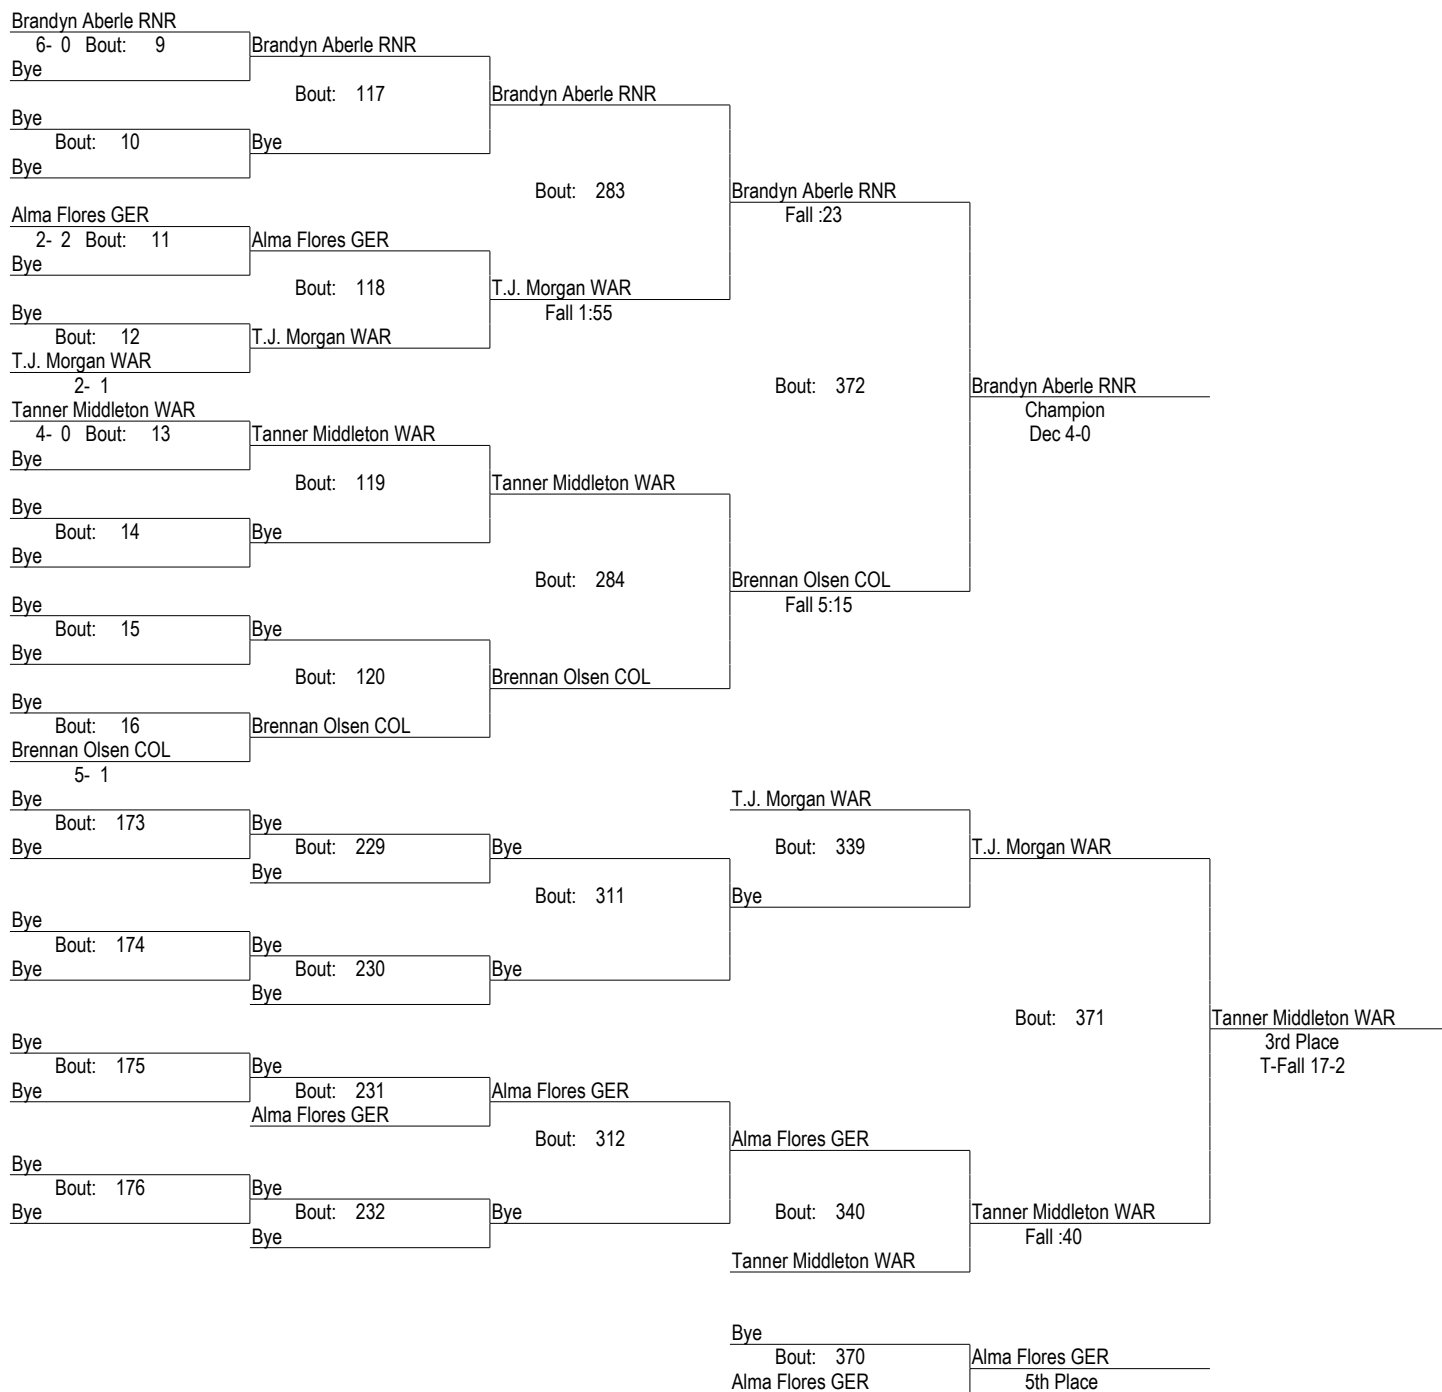 Brandyn Aberle RNR
6- 0 Bout: 9 Brandyn Aberle RNR
Bye
Bout: 117 Brandyn Aberle RNR
Bye
Bout: 10 Bye
Bye
Bout: 283 Brandyn Aberle RNR
Alma Flores GER Fall :23
2- 2 Bout: 11 Alma Flores GER
Bye
Bout: 118 T.J. Morgan WAR
Bye Fall 1:55
Bout: 12 T.J. Morgan WAR
T.J. Morgan WAR
2- 1 Bout: 372 Brandyn Aberle RNR
Tanner Middleton WAR Champion
4- 0 Bout: 13 Tanner Middleton WAR Dec 4-0
Bye
Bout: 119 Tanner Middleton WAR
Bye
Bout: 14 Bye
Bye
Bout: 284 Brennan Olsen COL
Bye Fall 5:15
Bout: 15 Bye
Bye
Bout: 120 Brennan Olsen COL
Bye
Bout: 16 Brennan Olsen COL
Brennan Olsen COL
5- 1
Bye T.J. Morgan WAR
Bout: 173 Bye
Bye Bout: 229 Bye Bout: 339 T.J. Morgan WAR
Bye
Bout: 311 Bye
Bye
Bout: 174 Bye
Bye Bout: 230 Bye
Bye
Bout: 371 Tanner Middleton WAR
Bye 3rd Place
Bout: 175 Bye T-Fall 17-2
Bye Bout: 231 Alma Flores GER
Alma Flores GER
Bout: 312 Alma Flores GER
Bye
Bout: 176 Bye
Bye Bout: 232 Bye Bout: 340 Tanner Middleton WAR
Bye Fall :40
Tanner Middleton WAR
Bye
Bout: 370 Alma Flores GER
Alma Flores GER 5th Place